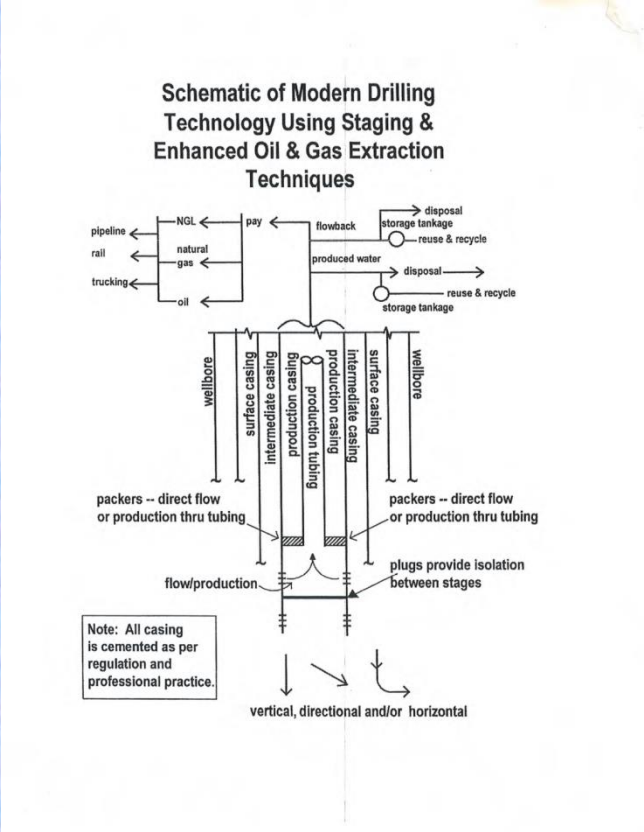 Schematic of Modern Drilling
Technology Using Staging &
Enhanced Oil & Gas Extraction
Techniques
pipeline
rail
trucking
NGL
natural
gas
oil
pay
flowback
produced water
disposal
storage tankage
reuse & recycle
disposal
reuse & recycle
storage tankage
wellbore
surface casing
intermediate casing
production casing
production tubing
production casing
intermediate casing
surface casing
wellbore
packers -- direct flow
or production thru tubing
packers -- direct flow
or production thru tubing
flow/production
plugs provide isolation
between stages
Note: All casing
is cemented as per
regulation and
professional practice.
vertical, directional and/or horizontal